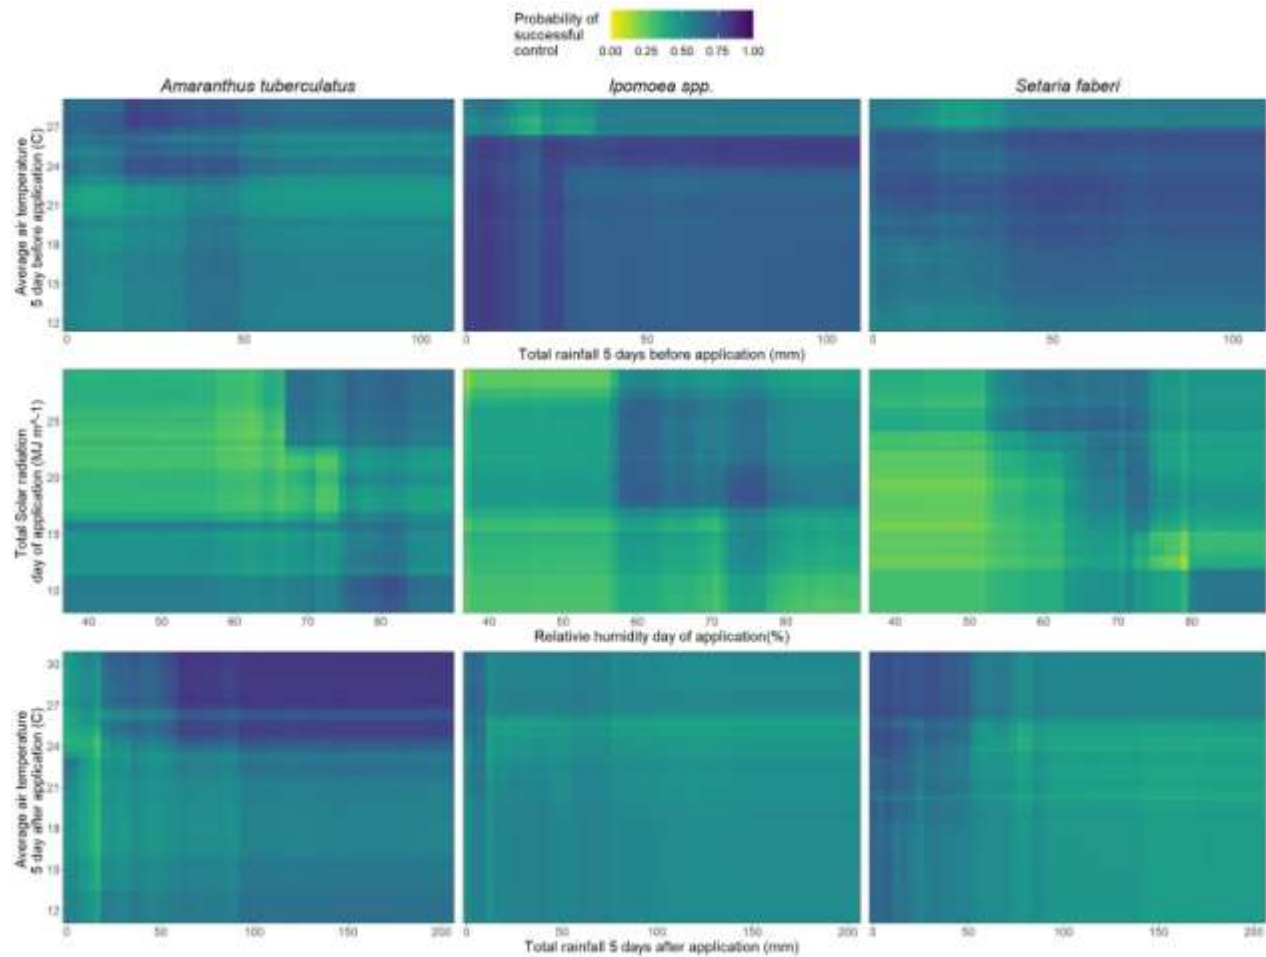 Probability of
successful
control
0.00 0.25 0.50 0.75 1.00
Amaranthus tuberculatus Ipomoea spp. Setaria faberi
Average air temperature
5 day before application (C)
27
24
21
18
15
12
0 50 100 0 50 100 0 50 100
Total rainfall 5 days before application (mm)
Total Solar radiation
day of application (MJ m^-1)
25
20
15
10
40 50 60 70 80 40 50 60 70 80 40 50 60 70 80
Relativie humidity day of application(%)
Average air temperature
5 day after application (C)
30
27
24
21
18
15
12
0 50 100 150 200 0 50 100 150 200 0 50 100 150 200
Total rainfall 5 days after application (mm)